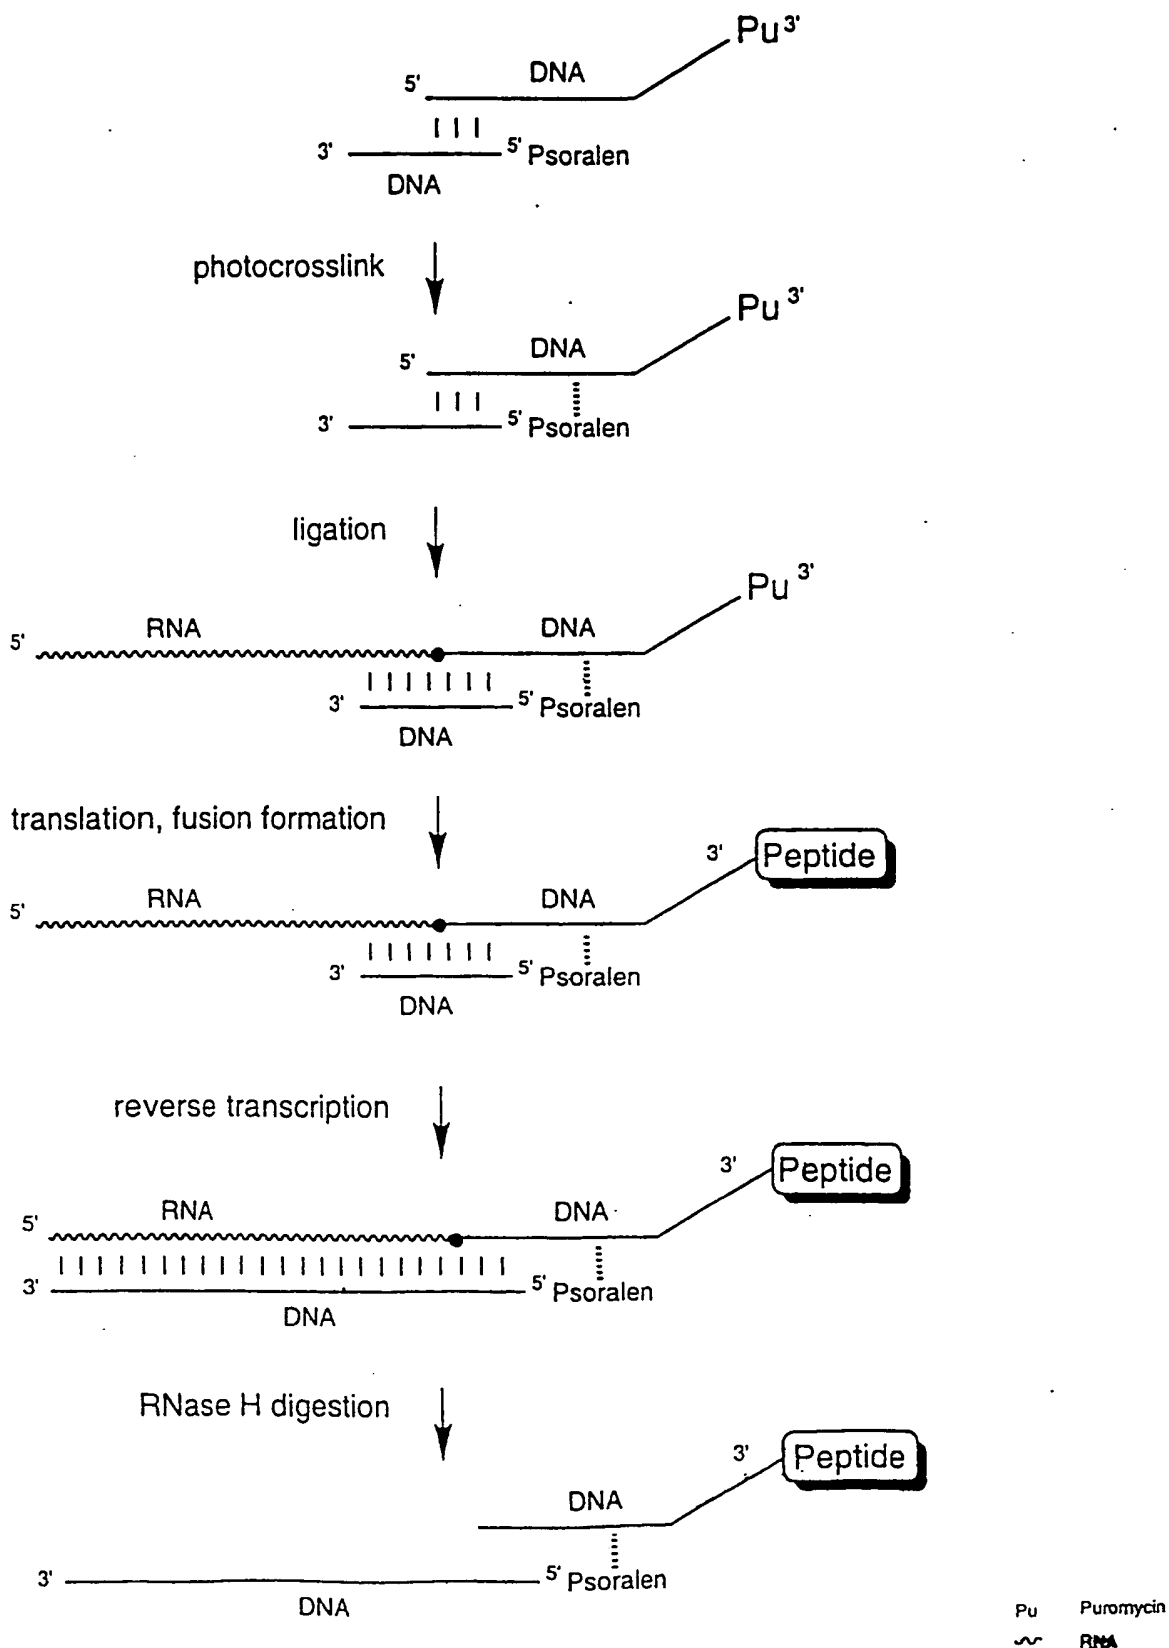 Pu 3'
5' DNA
3' 5' Psoralen
DNA
photocrosslink
Pu 3'
5' DNA
3' 5' Psoralen
ligation
Pu 3'
5' RNA DNA
3' 5' Psoralen
DNA
translation, fusion formation
3' Peptide
5' RNA DNA
3' 5' Psoralen
DNA
reverse transcription
3' Peptide
5' RNA DNA
3' 5' Psoralen
DNA
RNase H digestion
3' Peptide
DNA
3' 5' Psoralen
DNA
Pu Puromycin
RNA